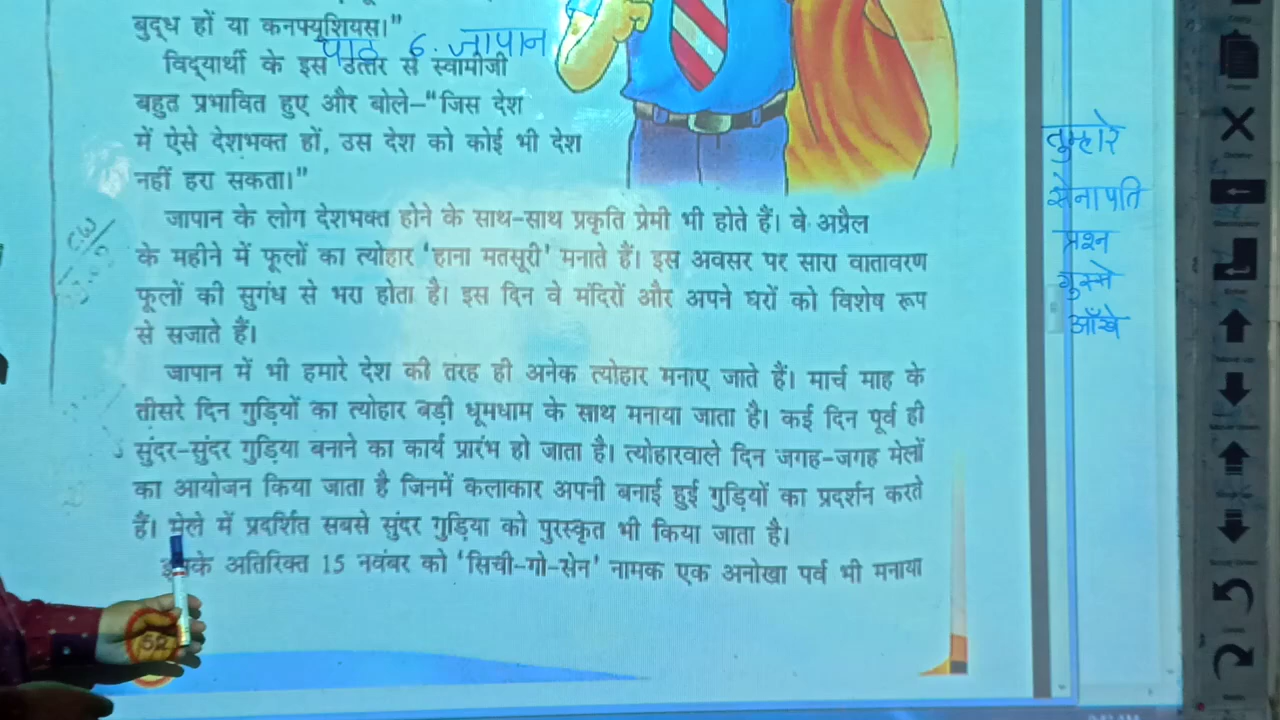 बुद्ध हों या कनफ्यूशियस।"
पाठ 6. जापान
विद्यार्थी के इस उत्तर से स्वामीजी
बहुत प्रभावित हुए और बोले–"जिस देश
में ऐसे देशभक्त हों, उस देश को कोई भी देश
नहीं हरा सकता।"
जापान के लोग देशभक्त होने के साथ-साथ प्रकृति प्रेमी भी होते हैं। वे अप्रैल
के महीने में फूलों का त्योहार 'हाना मतसूरी' मनाते हैं। इस अवसर पर सारा वातावरण
फूलों की सुगंध से भरा होता है। इस दिन वे मंदिरों और अपने घरों को विशेष रूप
से सजाते हैं।
जापान में भी हमारे देश की तरह ही अनेक त्योहार मनाए जाते हैं। मार्च माह के
तीसरे दिन गुड़ियों का त्योहार बड़ी धूमधाम के साथ मनाया जाता है। कई दिन पूर्व ही
सुंदर-सुंदर गुड़िया बनाने का कार्य प्रारंभ हो जाता है। त्योहारवाले दिन जगह-जगह मेलों
का आयोजन किया जाता है जिनमें कलाकार अपनी बनाई हुई गुड़ियों का प्रदर्शन करते
हैं। मेले में प्रदर्शित सबसे सुंदर गुड़िया को पुरस्कृत भी किया जाता है।
इसके अतिरिक्त 15 नवंबर को 'सिची-गो-सेन' नामक एक अनोखा पर्व भी मनाया
52
C.W
तुम्हारे
सेनापति
प्रश्न
गुस्से
आँखे